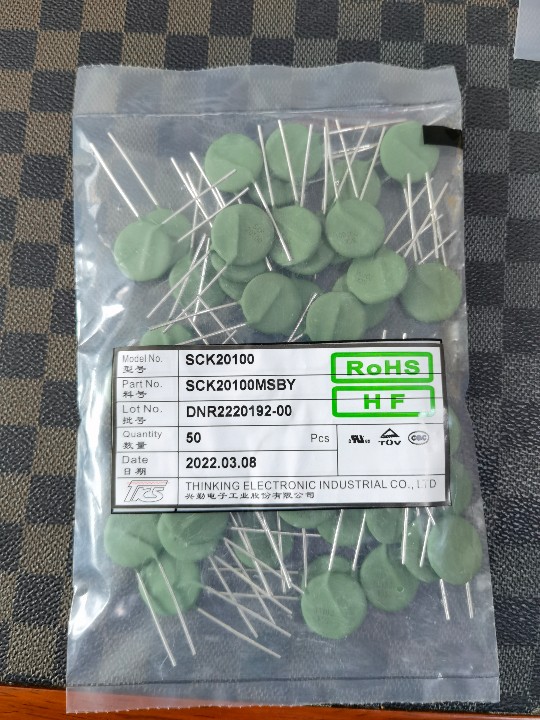 Model No. SCK20100
型号
Part No. SCK20100MSBY
料号
Lot No. DNR2220192-00
批号
Quantity 50 Pcs
数量
Date 2022.03.08
日期
RoHS
HF
TÜV
CQC
TKS
THINKING ELECTRONIC INDUSTRIAL CO., LTD
兴勤电子工业股份有限公司